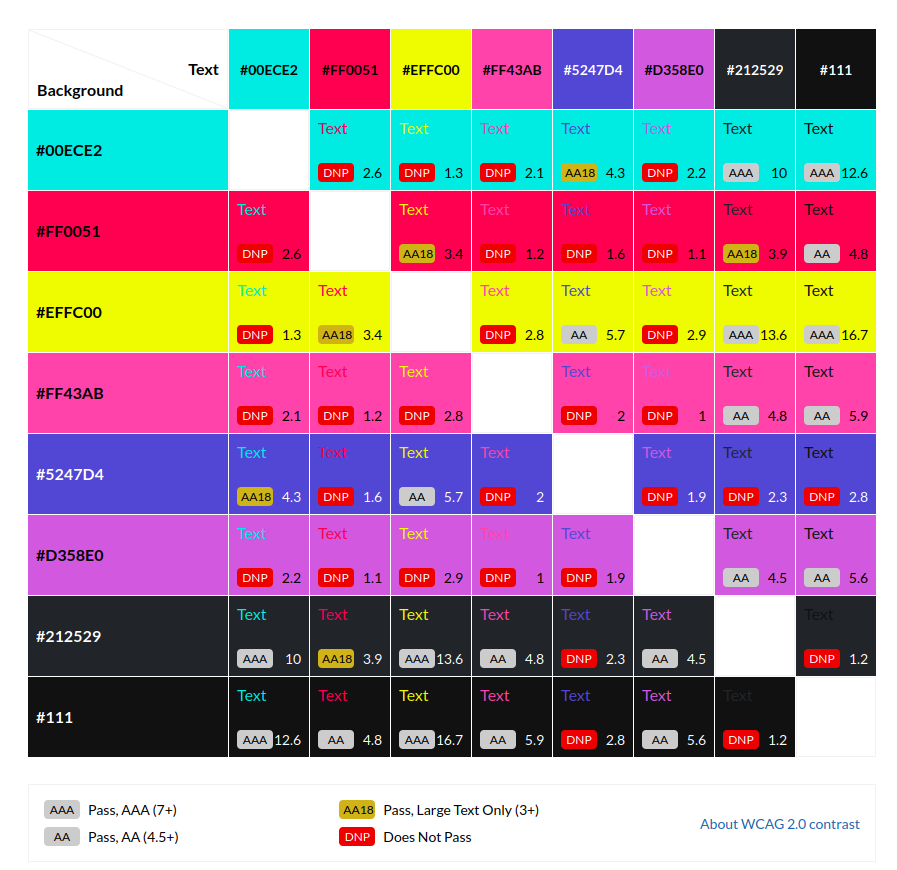 Text
Background
#00ECE2 #FF0051 #EFFC00 #FF43AB #5247D4 #D358E0 #212529 #111
#00ECE2
Text Text Text Text Text Text Text
DNP 2.6 DNP 1.3 DNP 2.1 AA18 4.3 DNP 2.2 AAA 10 AAA 12.6
#FF0051
Text Text Text Text Text Text Text
DNP 2.6 AA18 3.4 DNP 1.2 DNP 1.6 DNP 1.1 AA18 3.9 AA 4.8
#EFFC00
Text Text Text Text Text Text Text
DNP 1.3 AA18 3.4 DNP 2.8 AA 5.7 DNP 2.9 AAA 13.6 AAA 16.7
#FF43AB
Text Text Text Text Text Text Text
DNP 2.1 DNP 1.2 DNP 2.8 DNP 2 DNP 1 AA 4.8 AA 5.9
#5247D4
Text Text Text Text Text Text Text
AA18 4.3 DNP 1.6 AA 5.7 DNP 2 DNP 1.9 DNP 2.3 DNP 2.8
#D358E0
Text Text Text Text Text Text Text
DNP 2.2 DNP 1.1 DNP 2.9 DNP 1 DNP 1.9 AA 4.5 AA 5.6
#212529
Text Text Text Text Text Text Text
AAA 10 AA18 3.9 AAA 13.6 AA 4.8 DNP 2.3 AA 4.5 DNP 1.2
#111
Text Text Text Text Text Text Text
AAA 12.6 AA 4.8 AAA 16.7 AA 5.9 DNP 2.8 AA 5.6 DNP 1.2
AAA Pass, AAA (7+) AA18 Pass, Large Text Only (3+)
About WCAG 2.0 contrast
AA Pass, AA (4.5+) DNP Does Not Pass